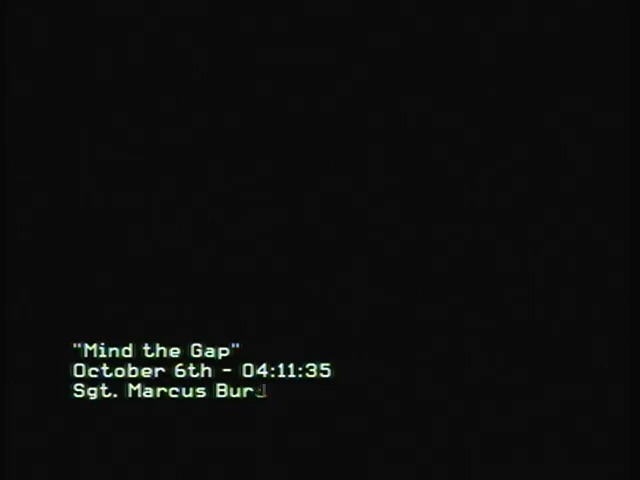 "Mind the Gap"
October 6th - 04:11:35
Sgt. Marcus Bur